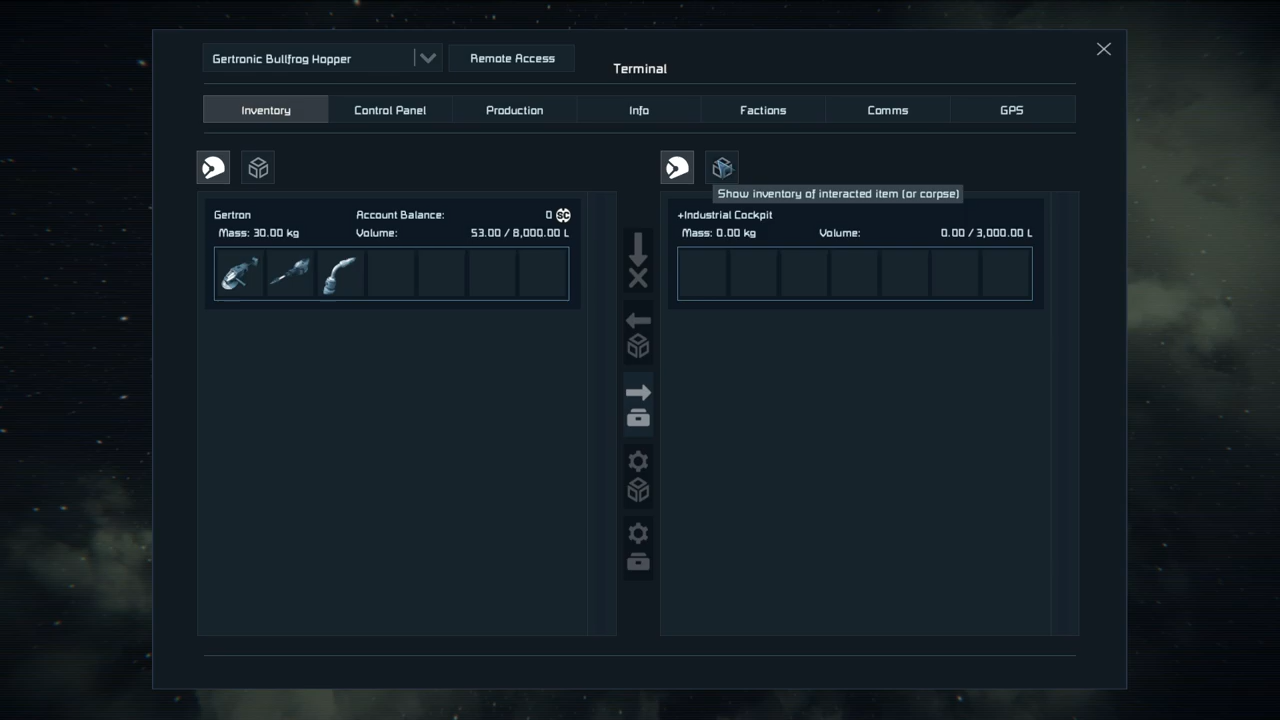 Gertronic Bullfrog Hopper
Remote Access
Terminal
Inventory
Control Panel
Production
Info
Factions
Comms
GPS
Show inventory of interacted item (or corpse)
Gertron Account Balance: 0 SC
Mass: 30.00 kg Volume: 53.00 / 8,000.00 L
+Industrial Cockpit
Mass: 0.00 kg Volume: 0.00 / 3,000.00 L